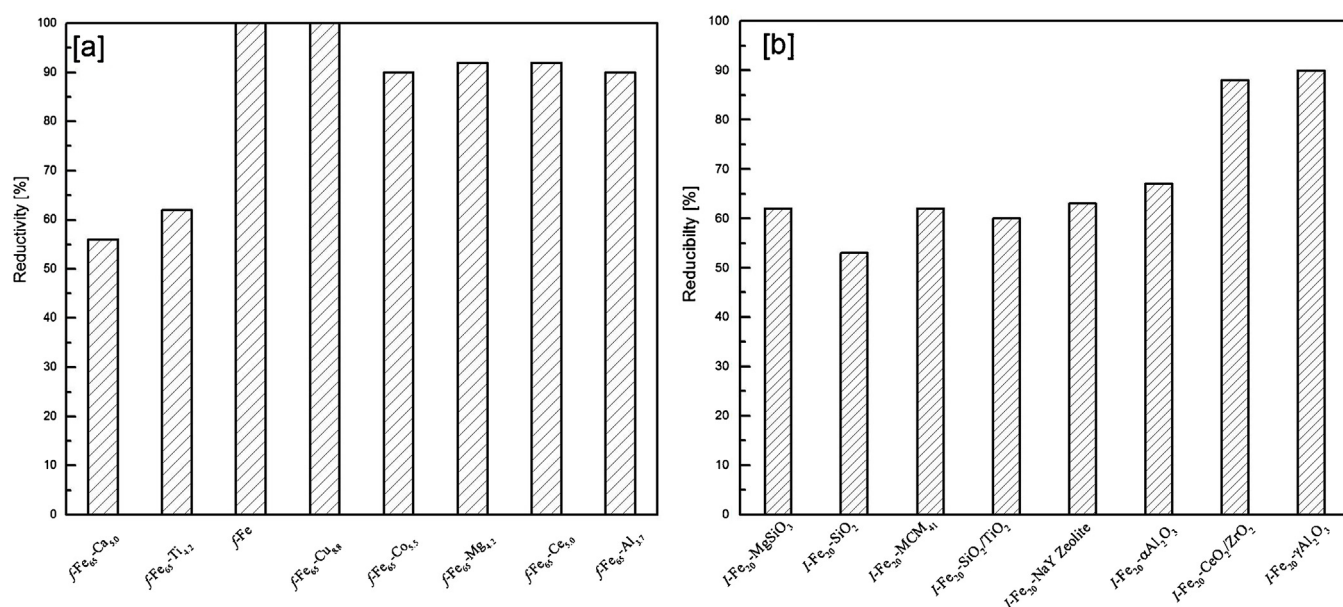 [a]
Reductivity [%]
100
90
80
70
60
50
40
30
20
10
0
f-Fe₆₅-Ca₅.₀
f-Fe₆₅-Ti₄.₂
f-Fe
f-Fe₆₅-Cu₈.₈
f-Fe₆₅-Co₅.₅
f-Fe₆₅-Mg₄.₂
f-Fe₆₅-Ce₅.₀
f-Fe₆₅-Al₃.₇
[b]
Reducibilty [%]
100
90
80
70
60
50
40
30
20
10
0
I-Fe₂₀-MgSiO₃
I-Fe₂₀-SiO₂
I-Fe₂₀-MCM₄₁
I-Fe₂₀-SiO₂/TiO₂
I-Fe₂₀-NaY Zeolite
I-Fe₂₀-αAl₂O₃
I-Fe₂₀-CeO₂/ZrO₂
I-Fe₂₀-γAl₂O₃